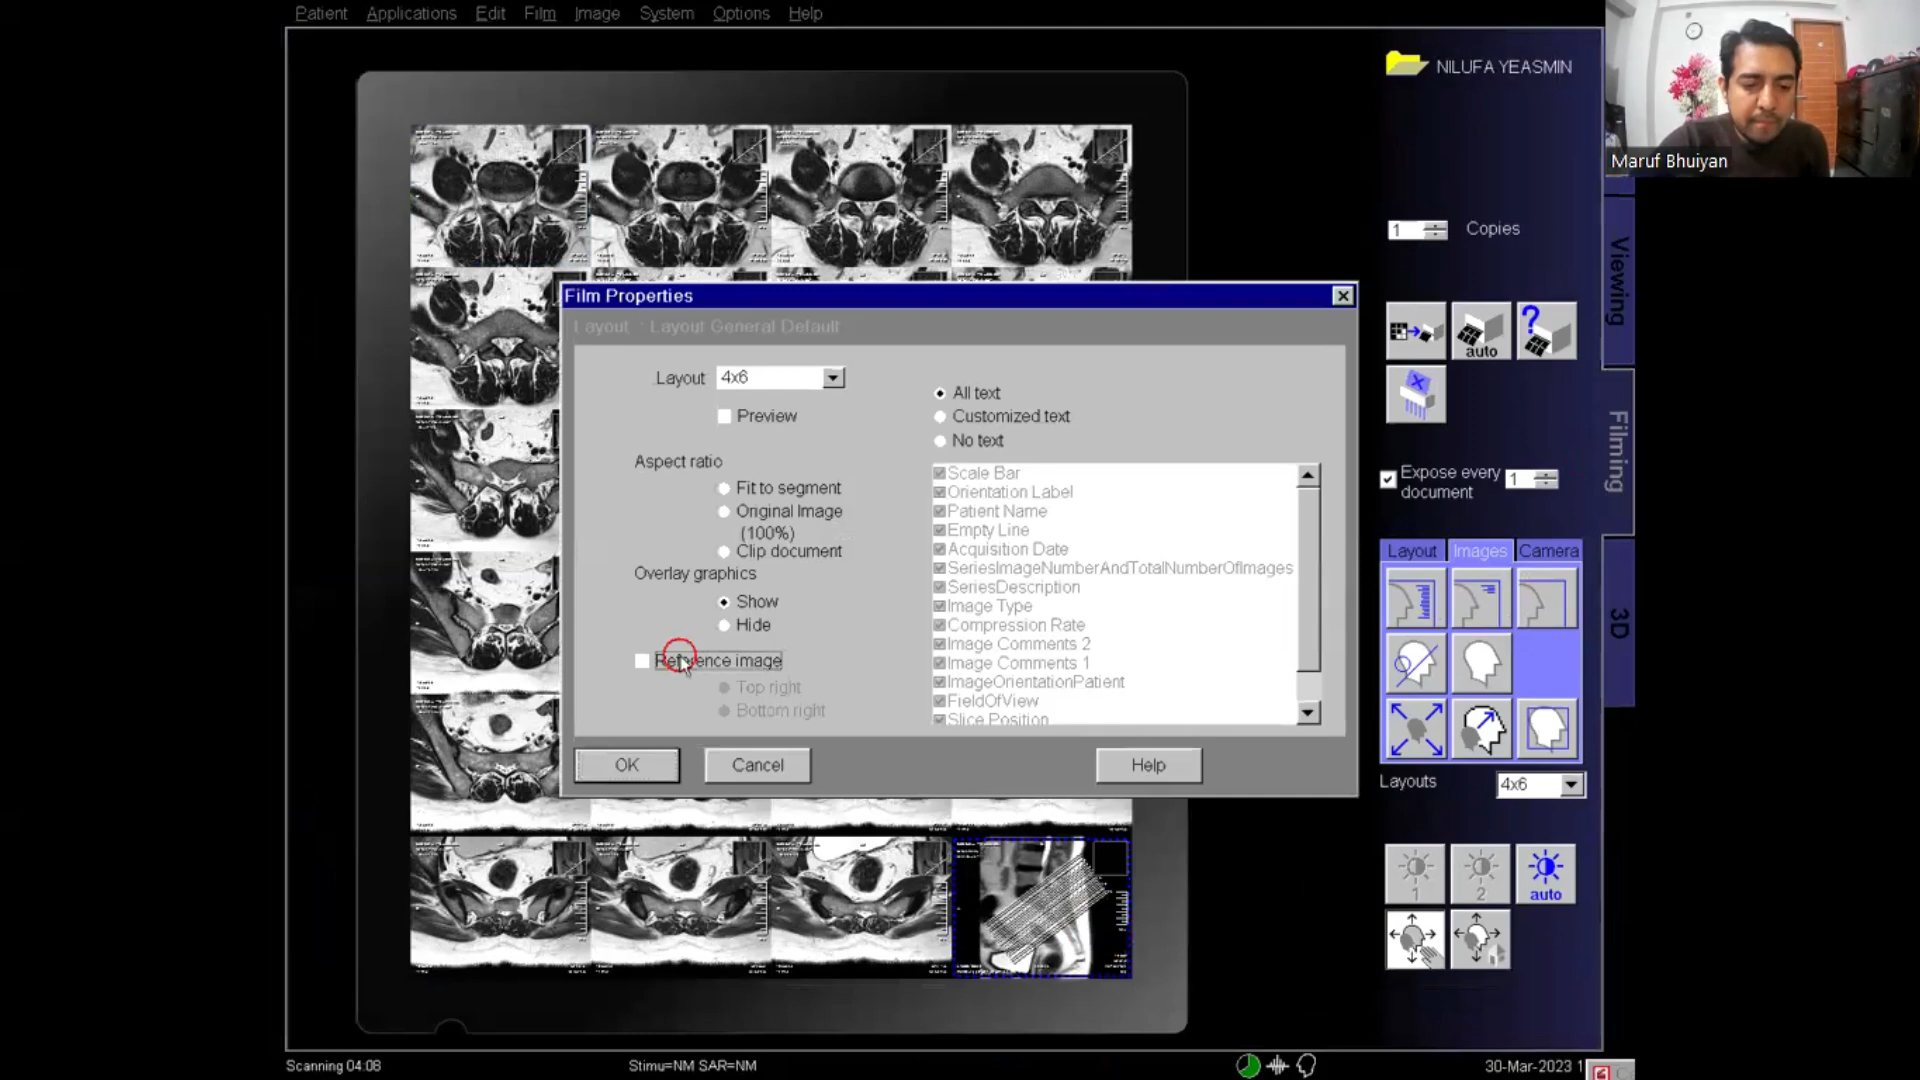 Patient Applications Edit Film Image System Options Help
NILUFA YEASMIN
Maruf Bhuiyan
1 Copies
Viewing
Film Properties
Layout : Layout General Default
auto
?
Layout 4x6
Preview
All text
Customized text
No text
Filming
Aspect ratio
Fit to segment
Original Image
(100%)
Clip document
Scale Bar
Orientation Label
Patient Name
Empty Line
Acquisition Date
SeriesImageNumberAndTotalNumberOfImages
SeriesDescription
Image Type
Compression Rate
Image Comments 2
Image Comments 1
ImageOrientationPatient
FieldOfView
Slice Position
Expose every 1
document
Overlay graphics
Show
Hide
Reference image
Top right
Bottom right
Layout Images Camera
3D
OK Cancel Help
Layouts 4x6
1 2 auto
Scanning 04:08
Stimu=NM SAR=NM
30-Mar-2023 1